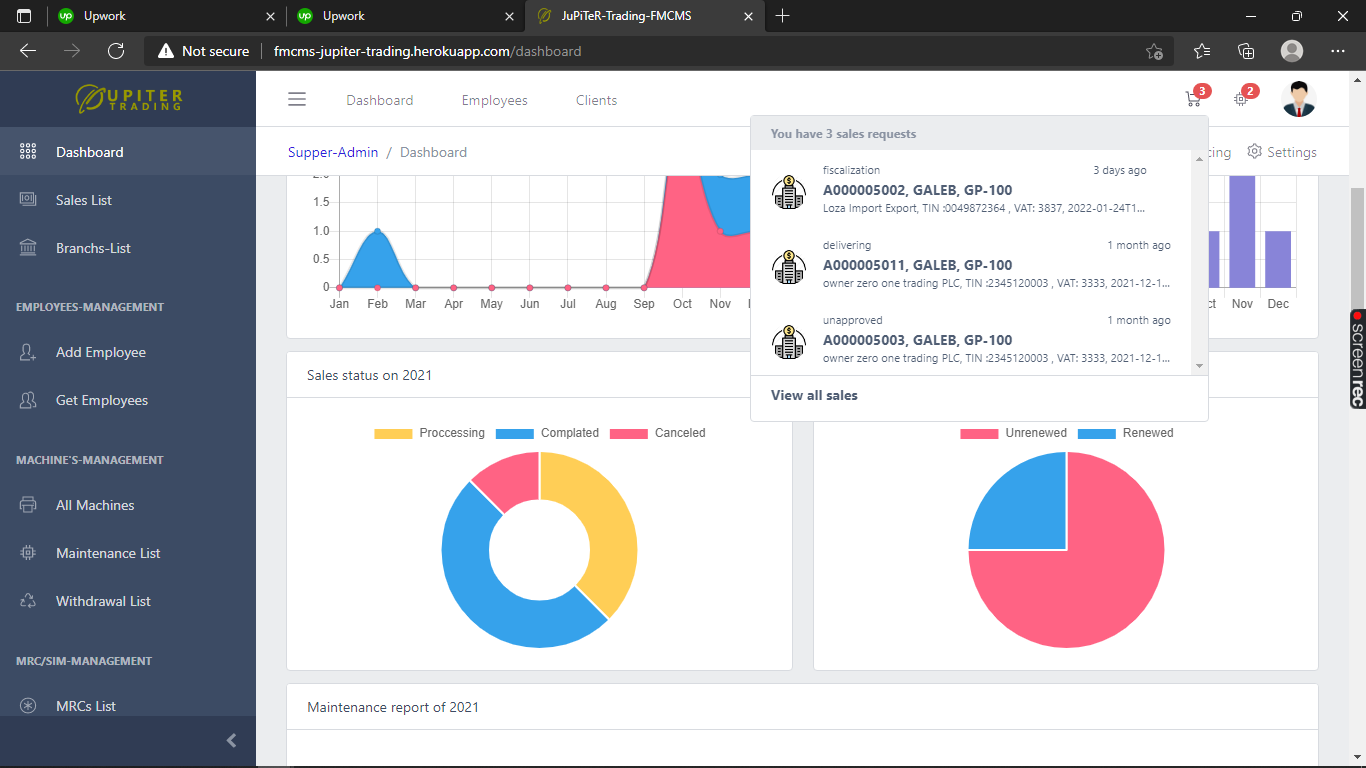 Upwork
Upwork
JuPiTeR-Trading-FMCMS
Not secure
fmcms-jupiter-trading.herokuapp.com/dashboard
JUPITER
TRADING
Dashboard
Employees
Clients
3
2
Supper-Admin / Dashboard
Settings
Dashboard
Sales List
Branchs-List
EMPLOYEES-MANAGEMENT
Add Employee
Get Employees
MACHINE'S-MANAGEMENT
All Machines
Maintenance List
Withdrawal List
MRC/SIM-MANAGEMENT
MRCs List
You have 3 sales requests
fiscalization 3 days ago
A000005002, GALEB, GP-100
Loza Import Export, TIN :0049872364 , VAT: 3837, 2022-01-24T1...
delivering 1 month ago
A000005011, GALEB, GP-100
owner zero one trading PLC, TIN :2345120003 , VAT: 3333, 2021-12-1...
unapproved 1 month ago
A000005003, GALEB, GP-100
owner zero one trading PLC, TIN :2345120003 , VAT: 3333, 2021-12-1...
View all sales
2.0
1.5
1.0
0.5
0
Jan Feb Mar Apr May Jun Jul Aug Sep Oct Nov
Nov Dec
Sales status on 2021
Proccessing Complated Canceled
Unrenewed Renewed
Maintenance report of 2021
screenrec